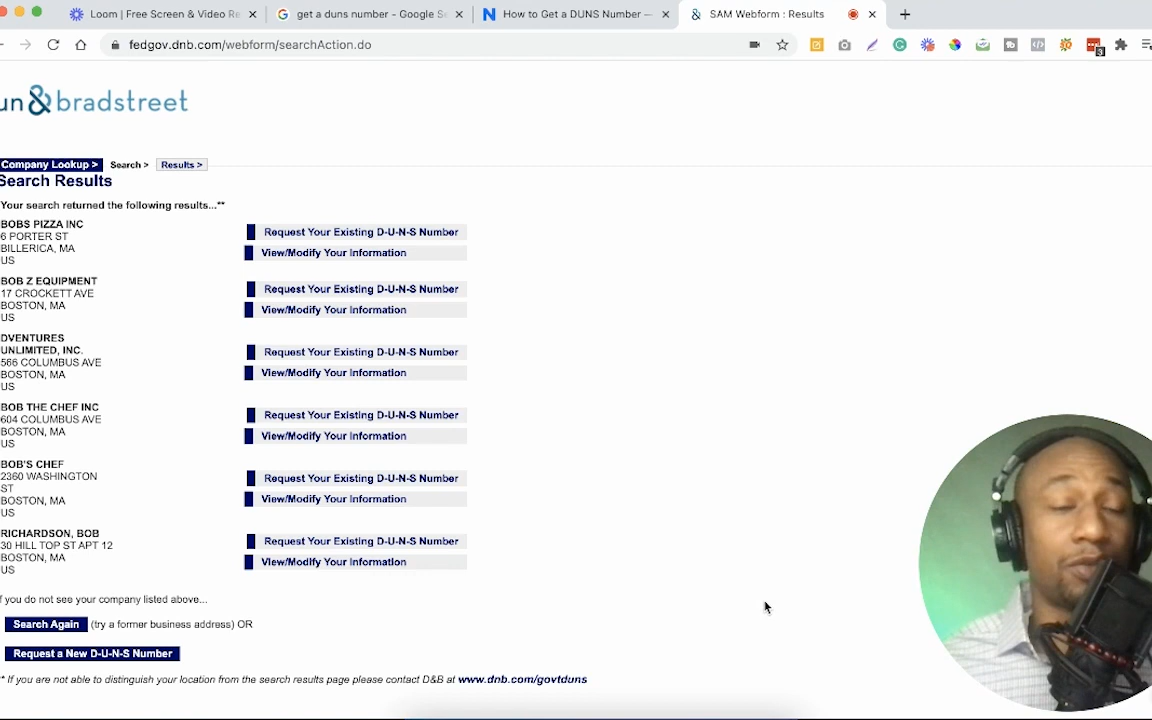 Loom | Free Screen & Video Re
get a duns number - Google Se
How to Get a DUNS Number —
SAM Webform : Results
fedgov.dnb.com/webform/searchAction.do
3
un&bradstreet
Company Lookup > Search > Results >
Search Results
Your search returned the following results...**
BOBS PIZZA INC
6 PORTER ST
BILLERICA, MA
US
Request Your Existing D-U-N-S Number
View/Modify Your Information
BOB Z EQUIPMENT
17 CROCKETT AVE
BOSTON, MA
US
Request Your Existing D-U-N-S Number
View/Modify Your Information
DVENTURES
UNLIMITED, INC.
566 COLUMBUS AVE
BOSTON, MA
US
Request Your Existing D-U-N-S Number
View/Modify Your Information
BOB THE CHEF INC
604 COLUMBUS AVE
BOSTON, MA
US
Request Your Existing D-U-N-S Number
View/Modify Your Information
BOB'S CHEF
2360 WASHINGTON
ST
BOSTON, MA
US
Request Your Existing D-U-N-S Number
View/Modify Your Information
RICHARDSON, BOB
30 HILL TOP ST APT 12
BOSTON, MA
US
Request Your Existing D-U-N-S Number
View/Modify Your Information
f you do not see your company listed above...
Search Again (try a former business address) OR
Request a New D-U-N-S Number
** If you are not able to distinguish your location from the search results page please contact D&B at www.dnb.com/govtduns